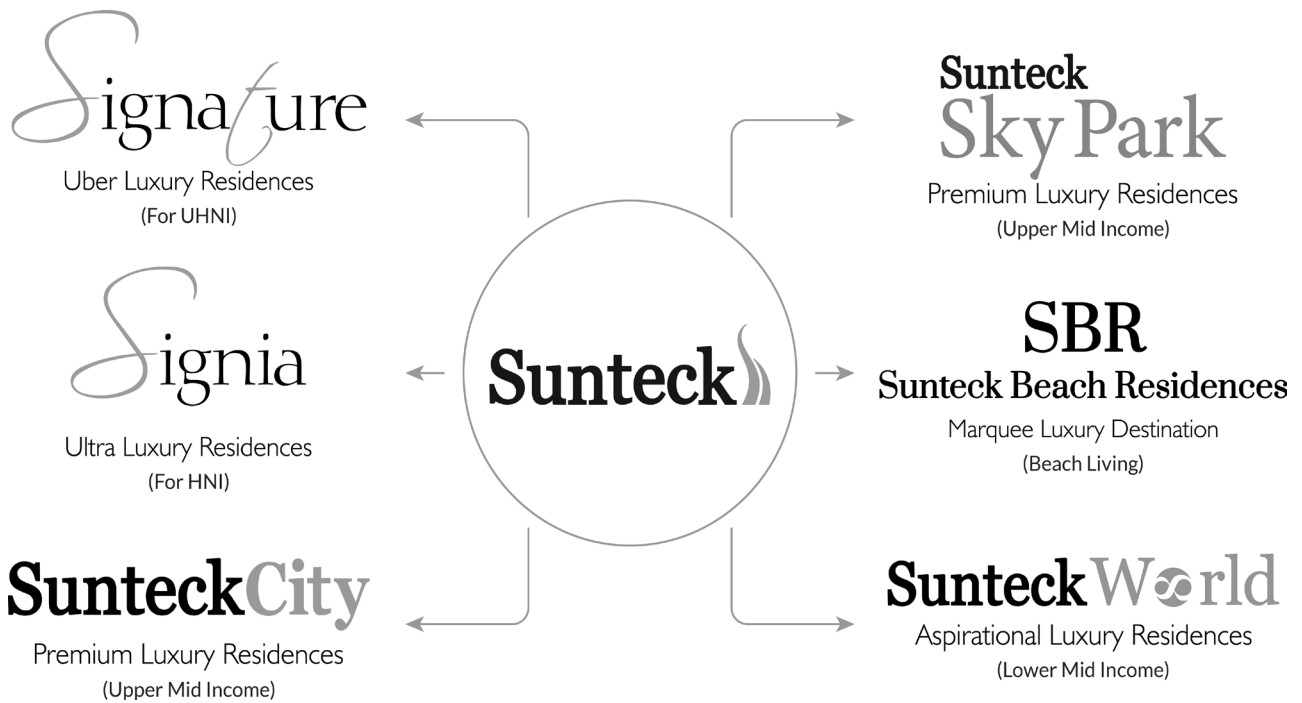 Signature
Uber Luxury Residences
(For UHNI)
Signia
Ultra Luxury Residences
(For HNI)
SunteckCity
Premium Luxury Residences
(Upper Mid Income)
Sunteck
Sunteck
Sky Park
Premium Luxury Residences
(Upper Mid Income)
SBR
Sunteck Beach Residences
Marquee Luxury Destination
(Beach Living)
Sunteck World
Aspirational Luxury Residences
(Lower Mid Income)